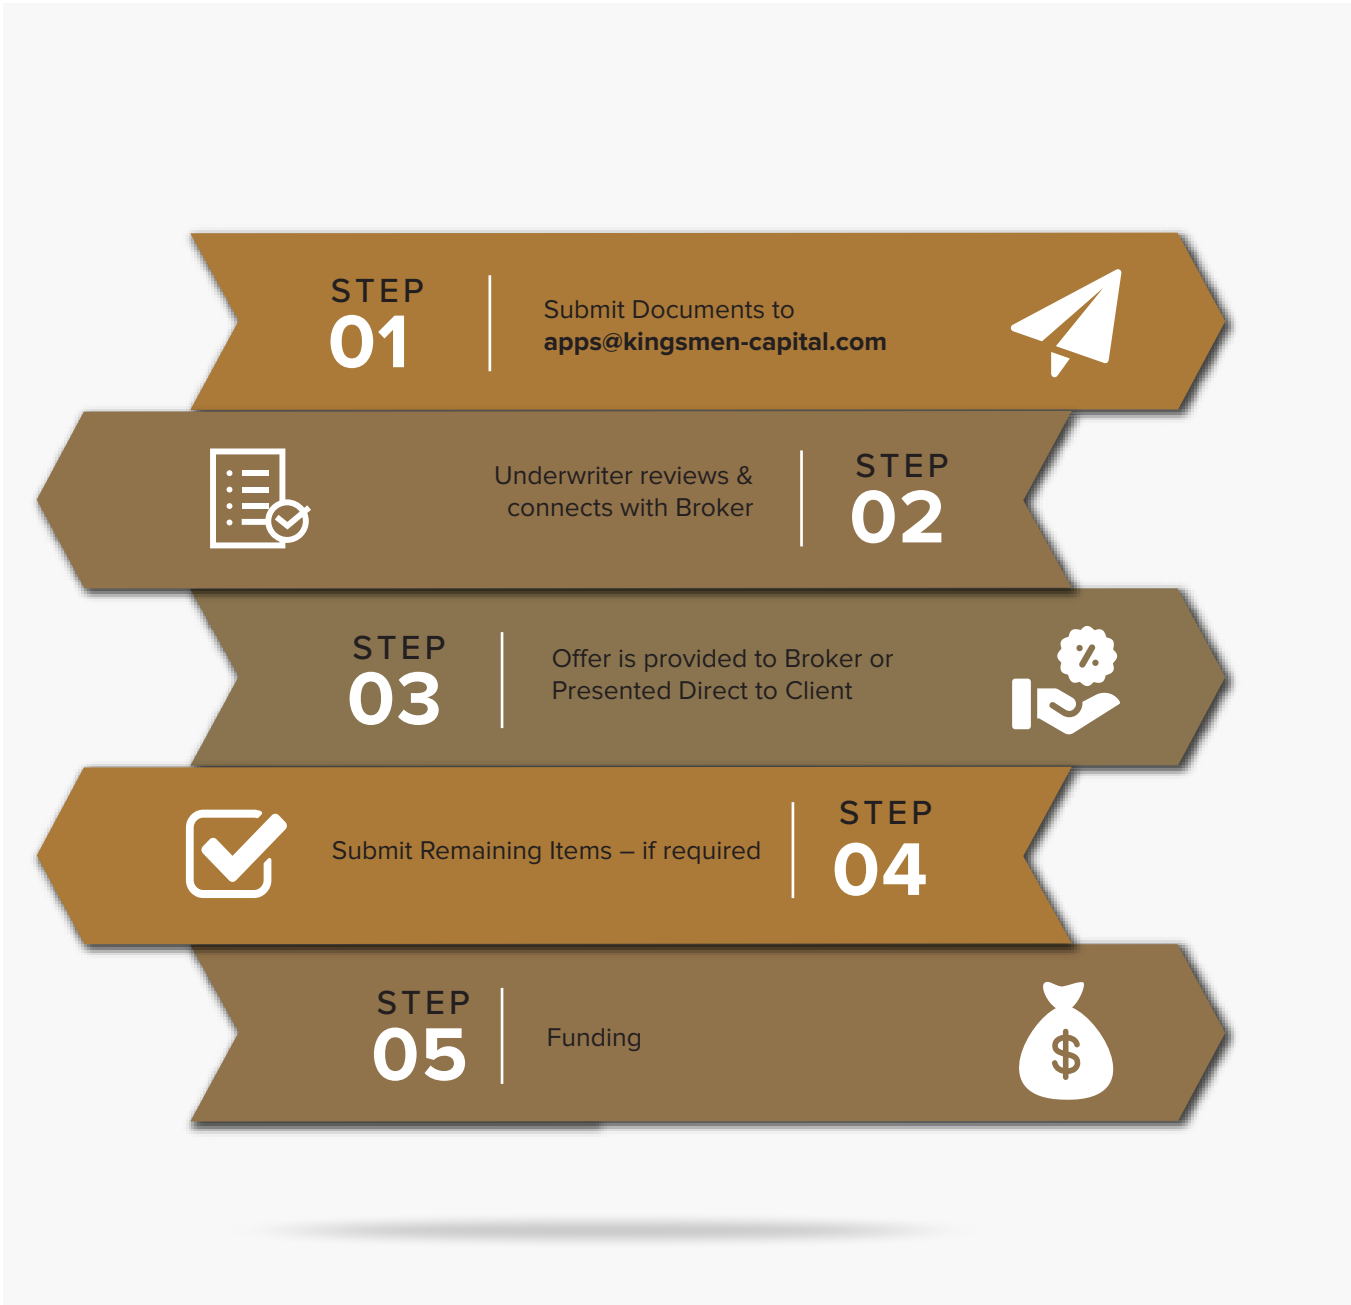 STEP
01
Submit Documents to
apps@kingsmen-capital.com
Underwriter reviews &
connects with Broker
STEP
02
STEP
03
Offer is provided to Broker or
Presented Direct to Client
%
Submit Remaining Items – if required
STEP
04
STEP
05
Funding
$